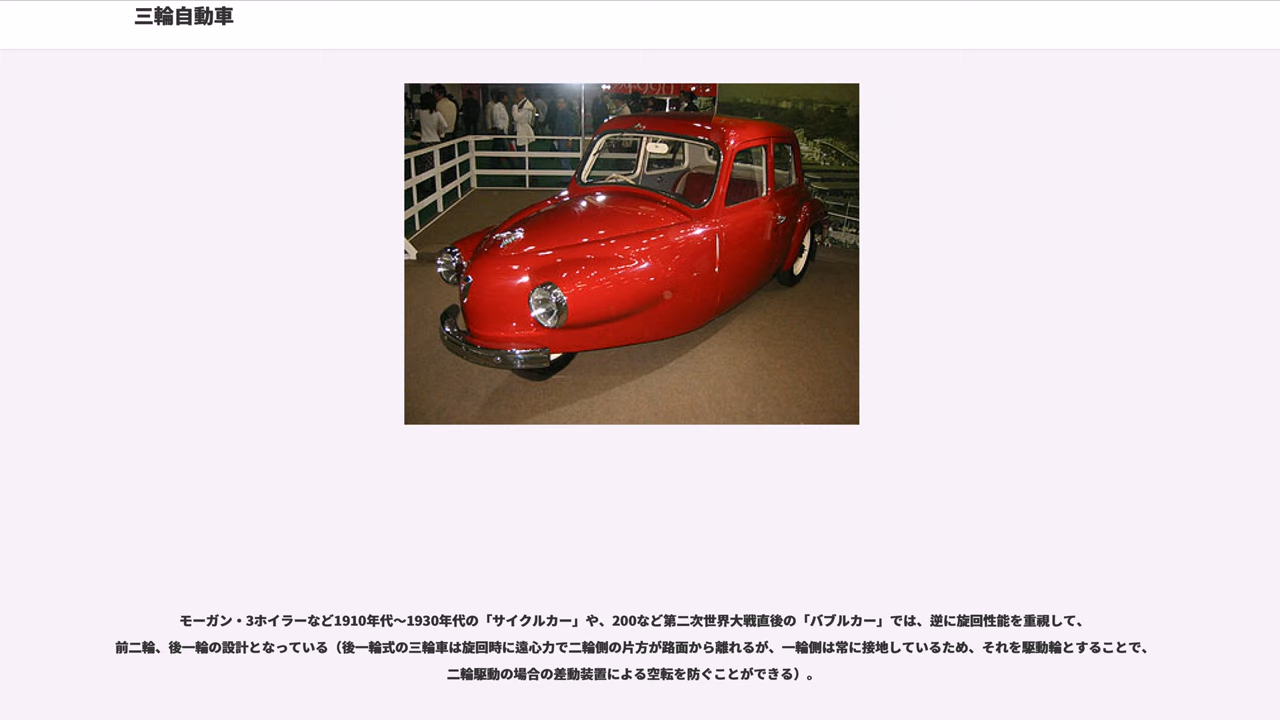 三輪自動車
モーガン・3ホイラーなど1910年代〜1930年代の「サイクルカー」や、200など第二次世界大戦直後の「バブルカー」では、逆に旋回性能を重視して、
前二輪、後一輪の設計となっている（後一輪式の三輪車は旋回時に遠心力で二輪側の片方が路面から離れるが、一輪側は常に接地しているため、それを駆動輪とすることで、
二輪駆動の場合の差動装置による空転を防ぐことができる）。